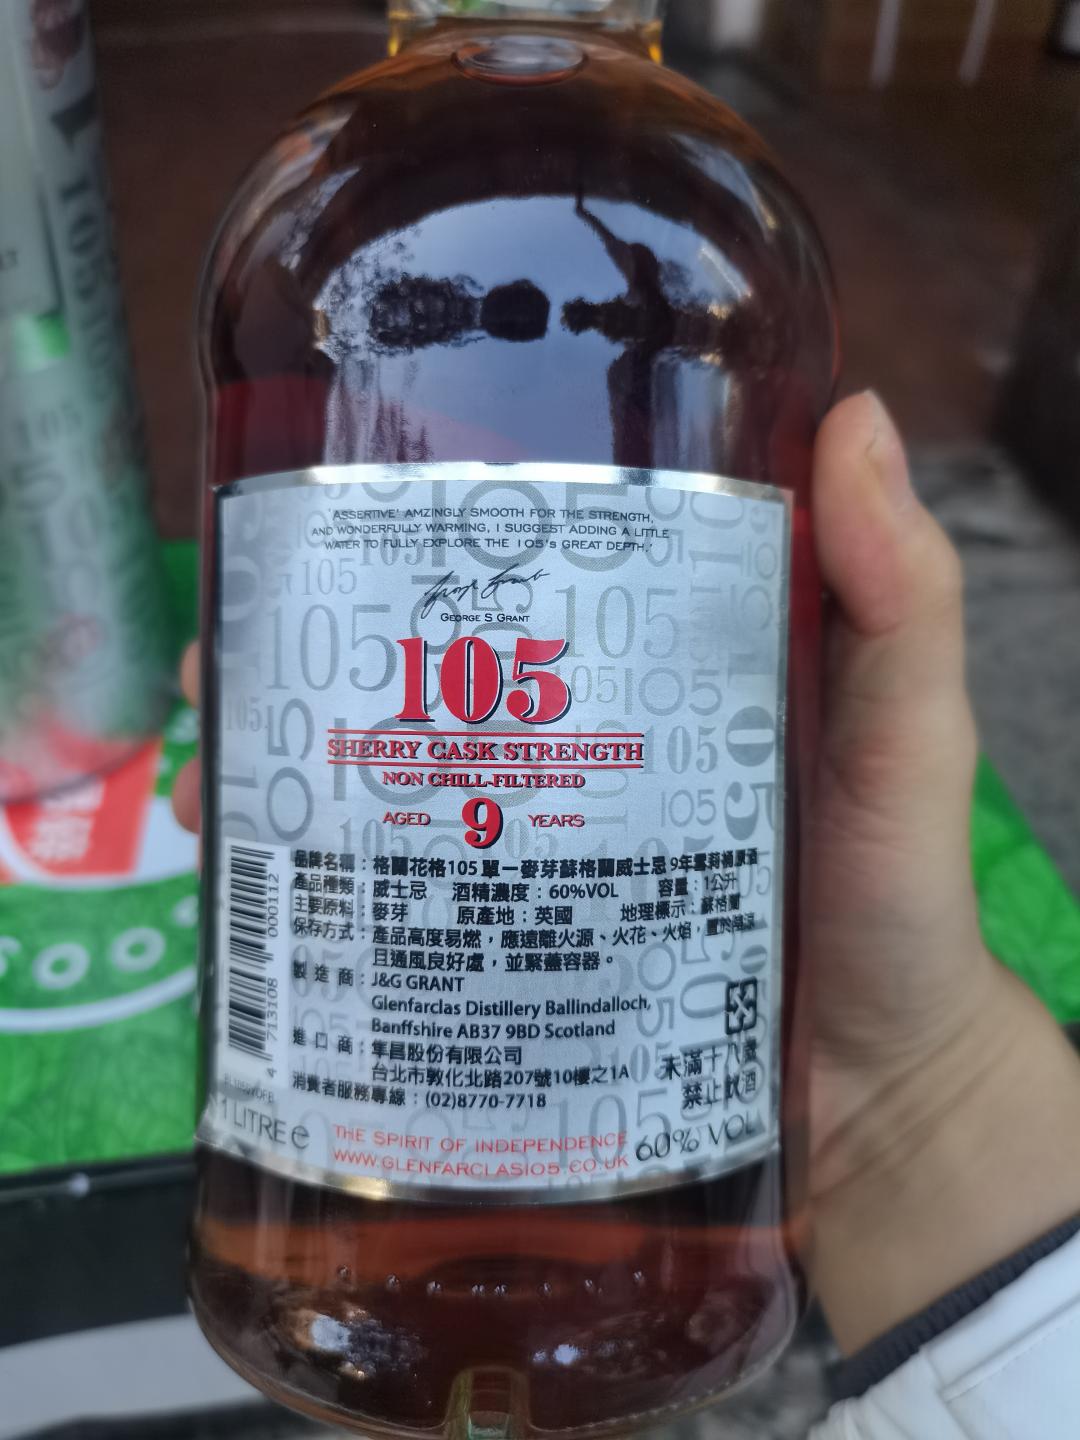 'ASSERTIVE' AMZINGLY SMOOTH FOR THE STRENGTH,
AND WONDERFULLY WARMING, I SUGGEST ADDING A LITTLE
WATER TO FULLY EXPLORE THE 105'S GREAT DEPTH.'
GEORGE S GRANT
105
SHERRY CASK STRENGTH
NON CHILL-FILTERED
AGED 9 YEARS
品牌名稱：格蘭花格105單一麥芽蘇格蘭威士忌9年雪莉桶原酒
產品種類：威士忌 酒精濃度：60%VOL 容量：1公升
主要原料：麥芽 原產地：英國 地理標示：蘇格蘭
保存方式：產品高度易燃，應遠離火源、火花、火焰，置於陰涼
且通風良好處，並緊蓋容器。
製造商：J&G GRANT
Glenfarclas Distillery Ballindalloch,
Banffshire AB37 9BD Scotland
進口商：隼昌股份有限公司
台北市敦化北路207號10樓之1A
消費者服務專線：(02)8770-7718
未滿十八歲
禁止飲酒
4 713108 000112
1 LITRE e
THE SPIRIT OF INDEPENDENCE
WWW.GLENFARCLAS105.CO.UK
60% VOL